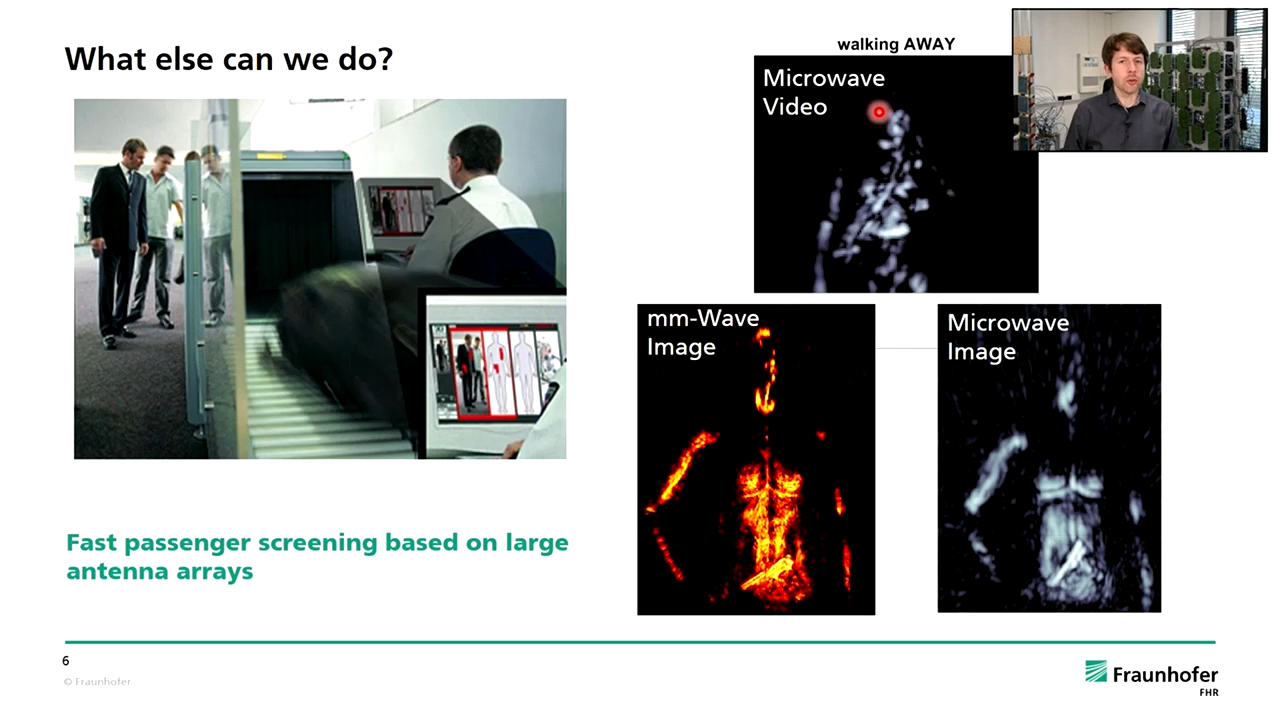 What else can we do?
walking AWAY
Microwave
Video
mm-Wave
Image
Microwave
Image
Fast passenger screening based on large
antenna arrays
6
© Fraunhofer
Fraunhofer
FHR